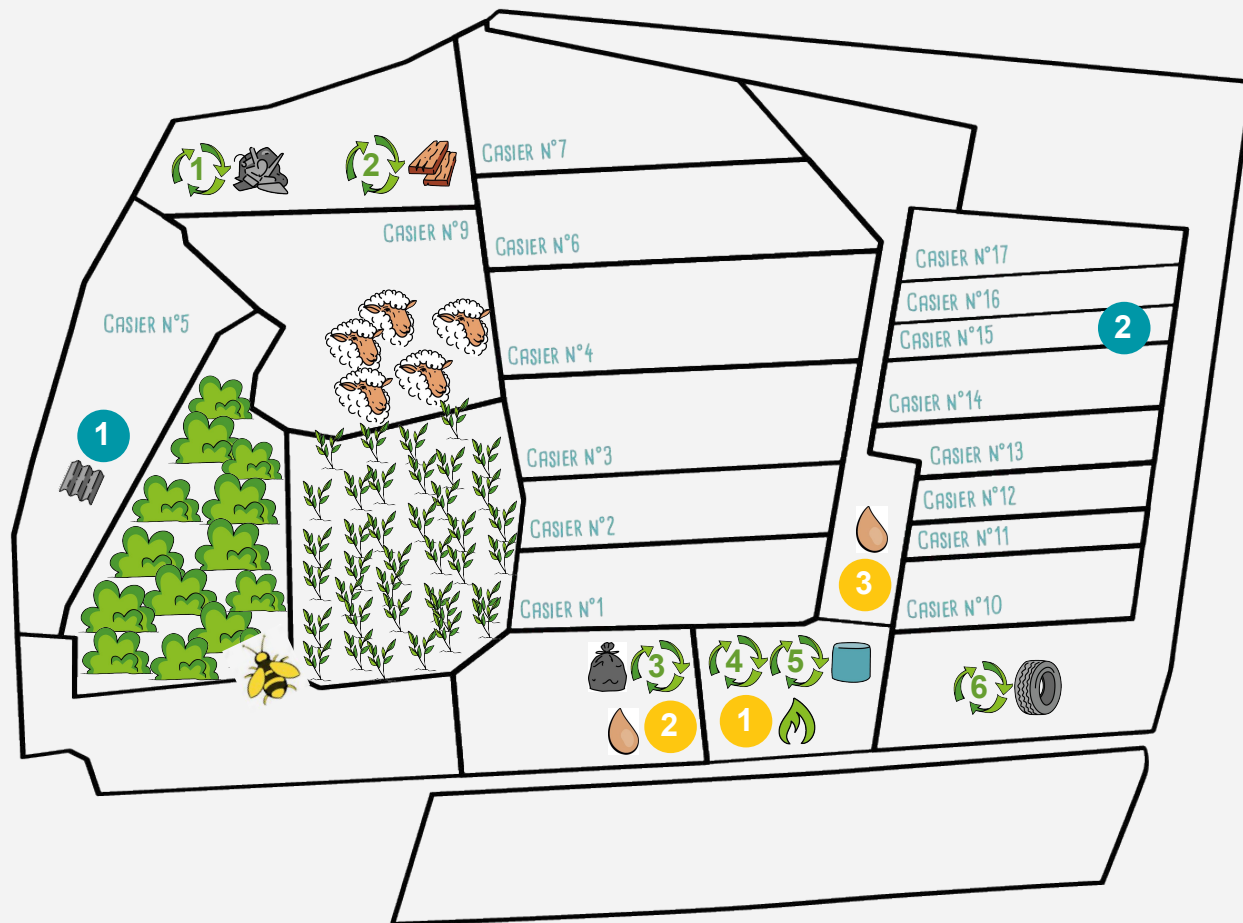 CASIER N°7
1
2
CASIER N°9
CASIER N°6
CASIER N°17
CASIER N°16
CASIER N°5
CASIER N°15
2
CASIER N°4
CASIER N°14
1
CASIER N°3
CASIER N°13
CASIER N°12
CASIER N°2
CASIER N°11
3
CASIER N°1
CASIER N°10
3
4
5
6
2
1